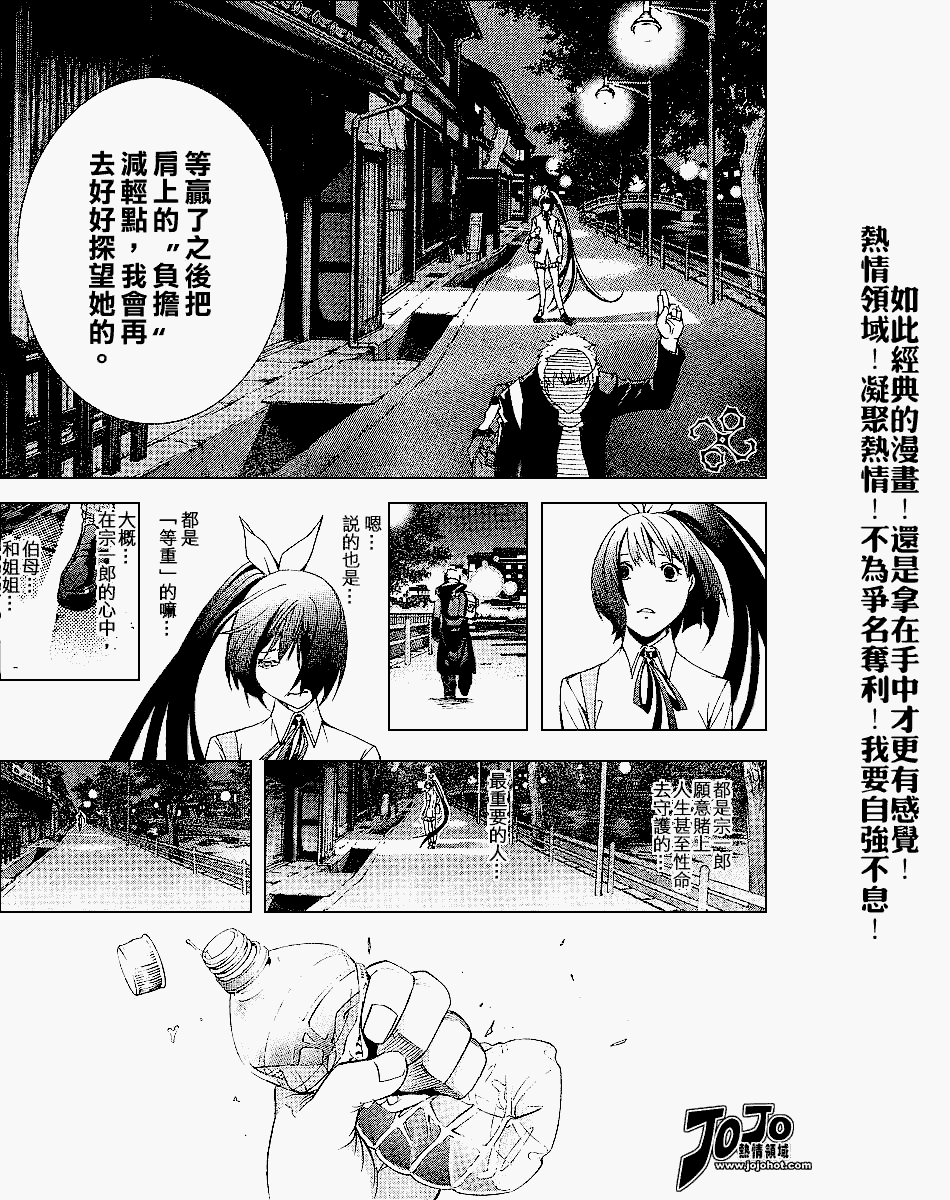 等贏了之後把
肩上的〝負擔〞
減輕點，我會再
去好好探望她的。
嗯…
說的也是…
都是
「等重」的嘛…
大概…
在宗一郎的心中，
伯母…
和姐姐…
都是宗一郎
願意賭上
人生甚至性命
去守護的…
最重要的人…
如此經典的漫畫！還是拿在手中才更有感覺！
熱情領域！凝聚熱情！不為爭名奪利！我要自強不息！
JOJO
熱情領域
www.jojohot.com